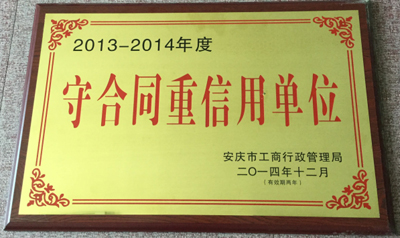 2013-2014年度
守合同重信用单位
安庆市工商行政管理局
二〇一四年十二月
(有效期两年)